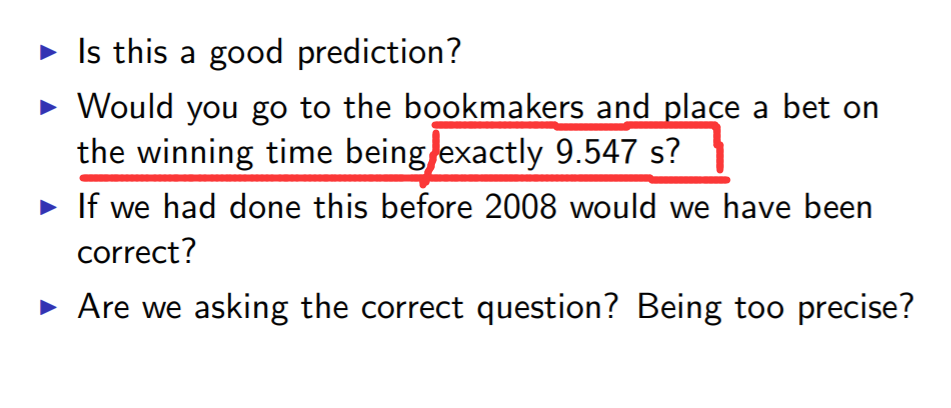 Is this a good prediction?
Would you go to the bookmakers and place a bet on
the winning time being exactly 9.547 s?
If we had done this before 2008 would we have been
correct?
Are we asking the correct question? Being too precise?